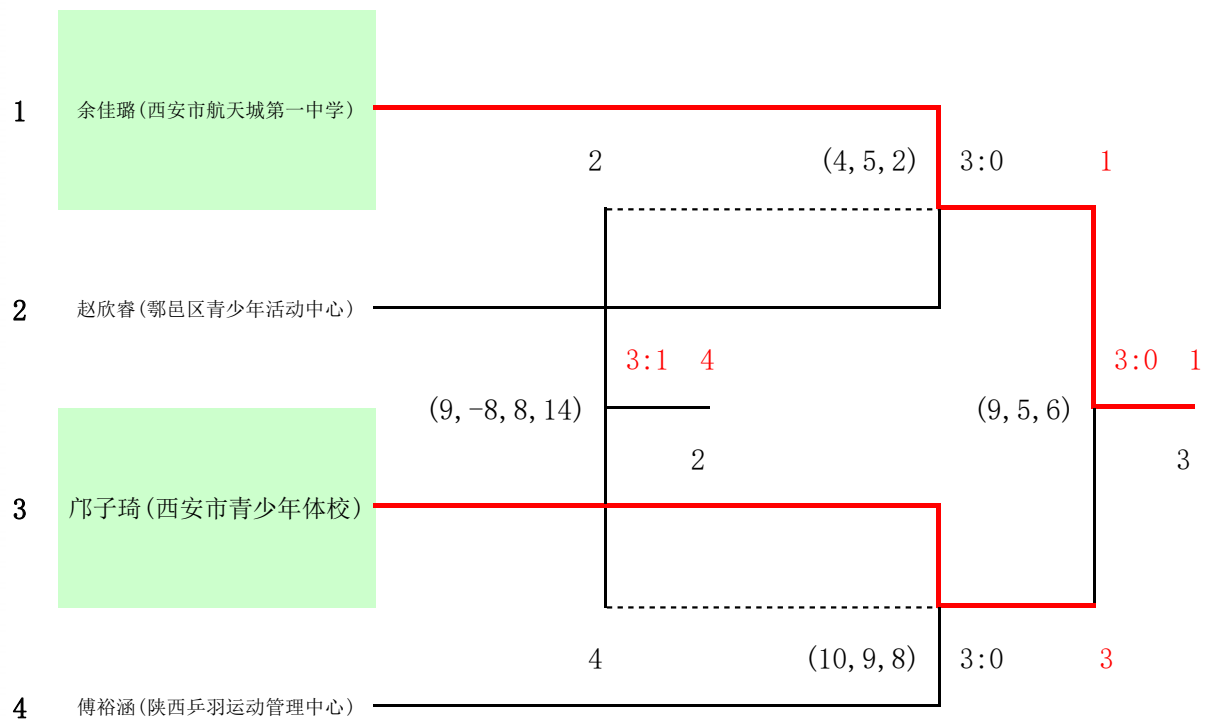 1 余佳璐(西安市航天城第一中学)
2 (4,5,2) 3:0 1
2 赵欣睿(鄠邑区青少年活动中心)
3:1 4 3:0 1
(9,-8,8,14) (9,5,6)
2 3
3 邝子琦(西安市青少年体校)
4 (10,9,8) 3:0 3
4 傅裕涵(陕西乒羽运动管理中心)